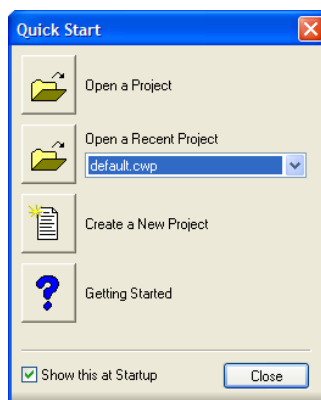 Quick Start
Open a Project
Open a Recent Project
default.cwp
Create a New Project
Getting Started
Show this at Startup
Close